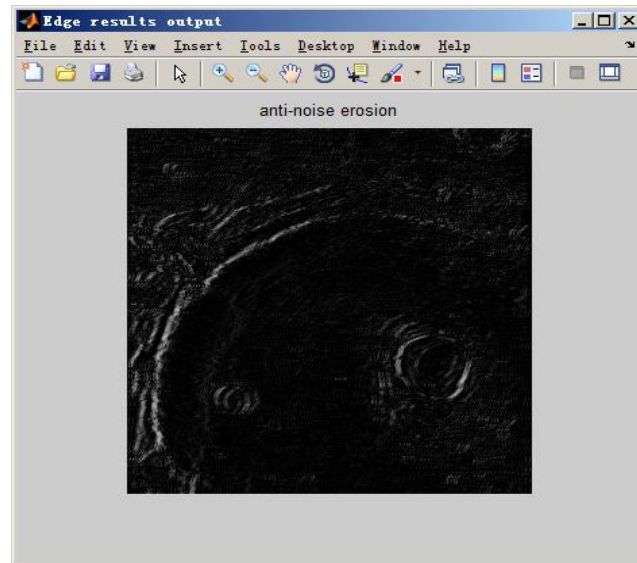 Edge results output
File Edit View Insert Tools Desktop Window Help
anti-noise erosion